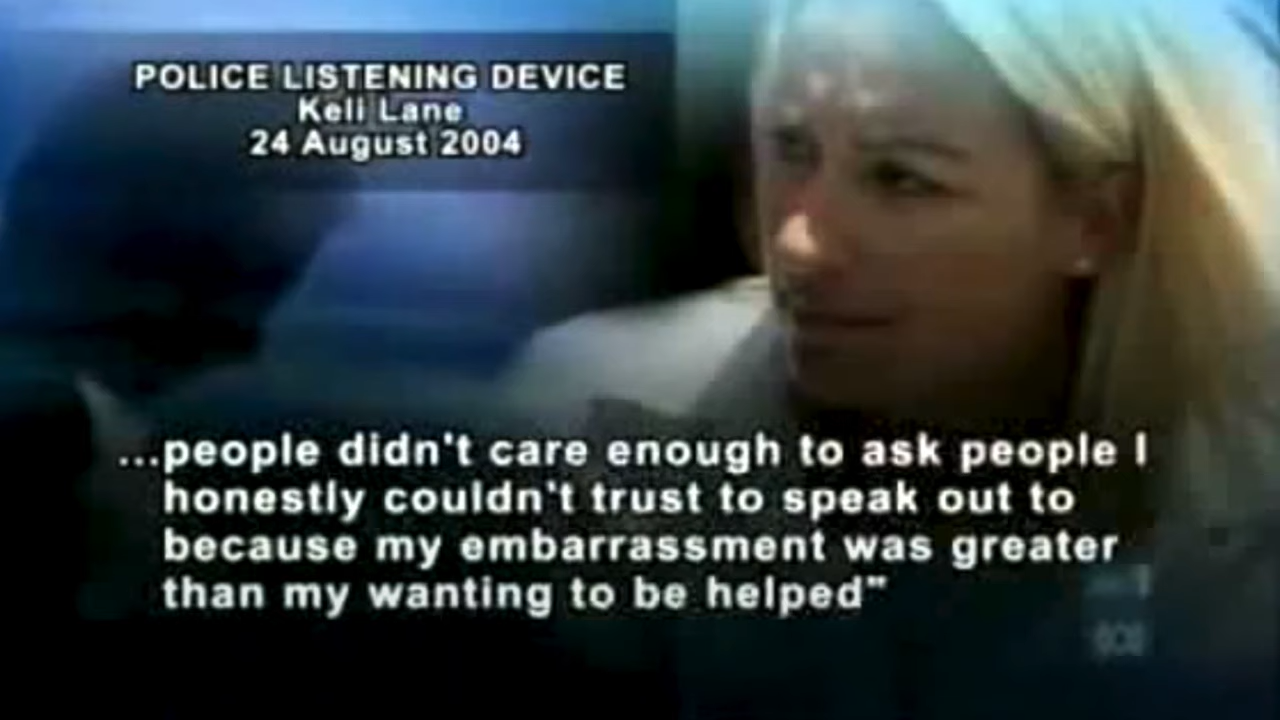 POLICE LISTENING DEVICE
Keli Lane
24 August 2004
...people didn't care enough to ask people I
honestly couldn't trust to speak out to
because my embarrassment was greater
than my wanting to be helped"